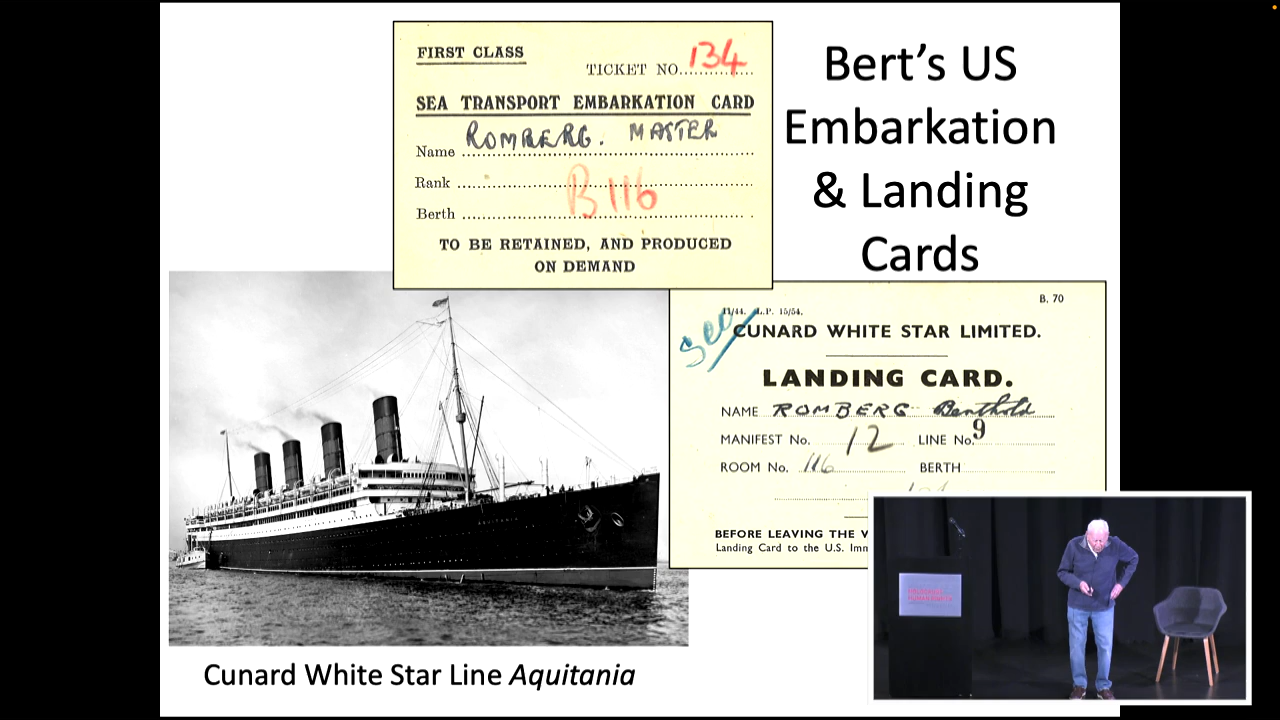 FIRST CLASS
TICKET NO. 134
SEA TRANSPORT EMBARKATION CARD
Name ROMBERG. MASTER
Rank
Berth B 116
TO BE RETAINED, AND PRODUCED
ON DEMAND
Bert's US
Embarkation
& Landing
Cards
B. 70
11/44. L.P. 15/54.
See
CUNARD WHITE STAR LIMITED.
LANDING CARD.
NAME ROMBERG Berthold
MANIFEST No. 12 LINE No. 9
ROOM No. 116 BERTH
BEFORE LEAVING THE V
Landing Card to the U.S. Imm
Cunard White Star Line Aquitania